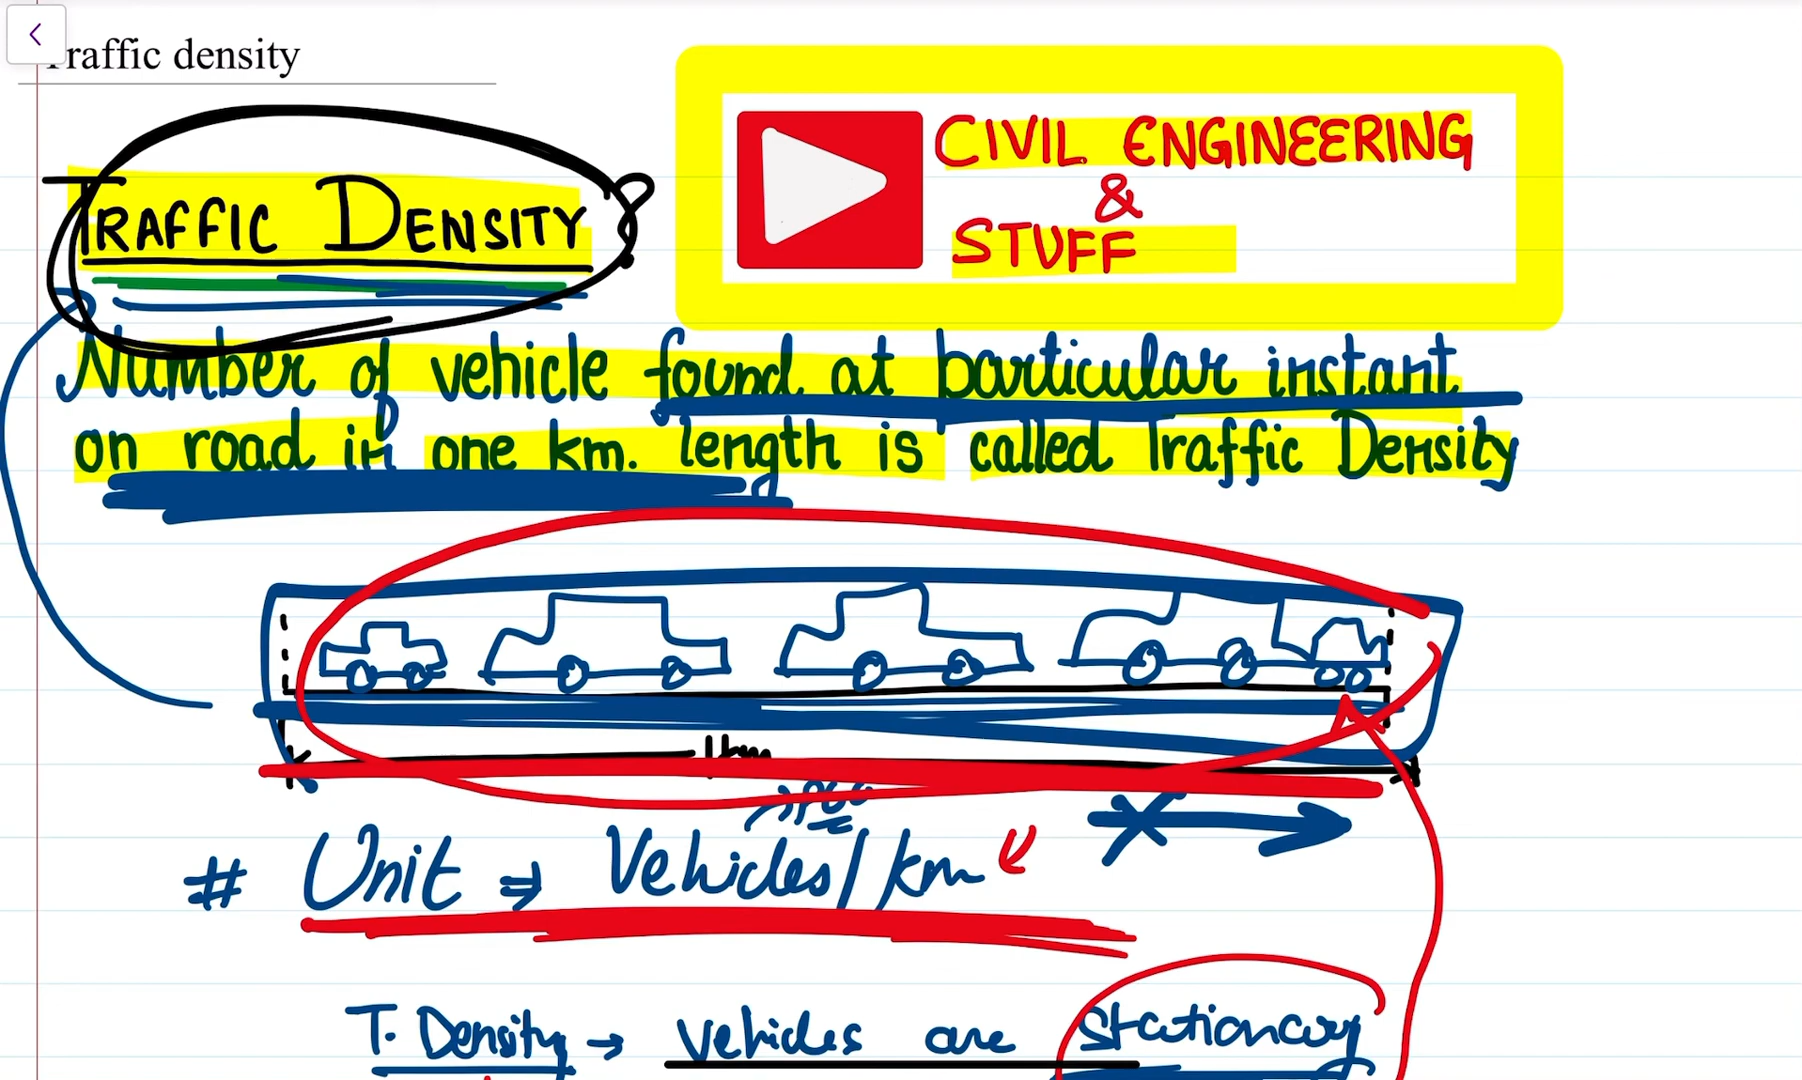 Traffic density
CIVIL ENGINEERING
&
STUFF
TRAFFIC DENSITY
Number of vehicle found at particular instant
on road in one km. length is called Traffic Density
1km
# Unit ⇒ Vehicles/km
T. Density → vehicles are stationary